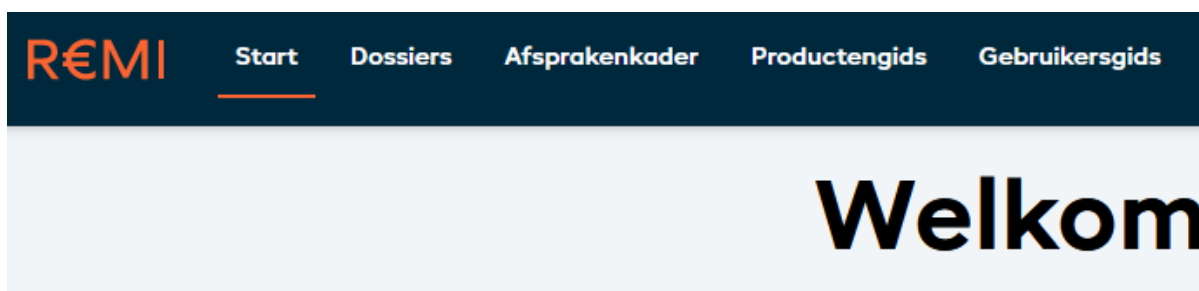 R€MI Start Dossiers Afsprakenkader Productengids Gebruikersgids
Welkom